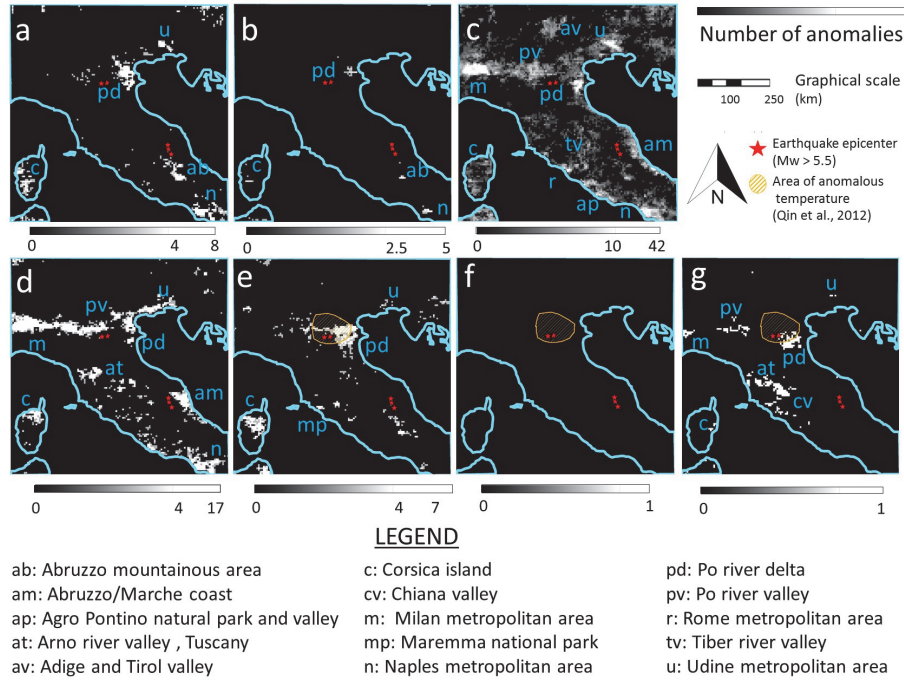 a
u
pd
c
ab
n
0
4
8
b
pd
c
ab
n
0
2.5
5
c
av
u
pv
m
pd
c
tv
am
r
ap
n
0
10
42
Number of anomalies
Graphical scale
100
250
(km)
N
Earthquake epicenter
(Mw > 5.5)
Area of anomalous
temperature
(Qin et al., 2012)
d
u
pv
m
pd
at
c
am
n
0
4
17
e
u
pd
c
mp
n
0
4
7
f
0
1
g
u
pv
m
pd
at
cv
c
0
1
LEGEND
ab: Abruzzo mountainous area
am: Abruzzo/Marche coast
ap: Agro Pontino natural park and valley
at: Arno river valley , Tuscany
av: Adige and Tirol valley
c: Corsica island
cv: Chiana valley
m: Milan metropolitan area
mp: Maremma national park
n: Naples metropolitan area
pd: Po river delta
pv: Po river valley
r: Rome metropolitan area
tv: Tiber river valley
u: Udine metropolitan area